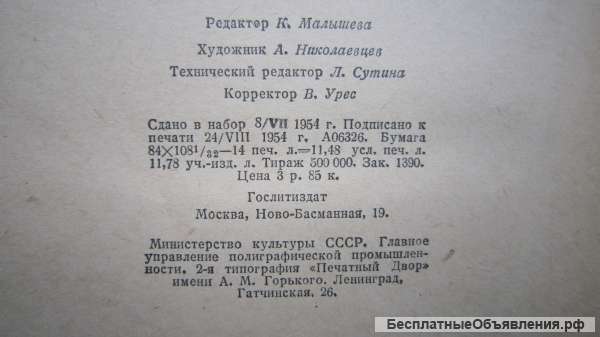 Редактор К. Малышева
Художник А. Николаевцев
Технический редактор Л. Сутина
Корректор В. Урес
Сдано в набор 8/VII 1954 г. Подписано к
печати 24/VIII 1954 г. А06326. Бумага
84×108¹/₃₂—14 печ. л.=11,48 усл. печ. л.
11,78 уч.-изд. л. Тираж 500 000. Зак. 1390.
Цена 3 р. 85 к.
Гослитиздат
Москва, Ново-Басманная, 19.
Министерство культуры СССР. Главное
управление полиграфической промышлен-
ности. 2-я типография «Печатный Двор»
имени А. М. Горького. Ленинград,
Гатчинская, 26.
БесплатныеОбъявления.рф